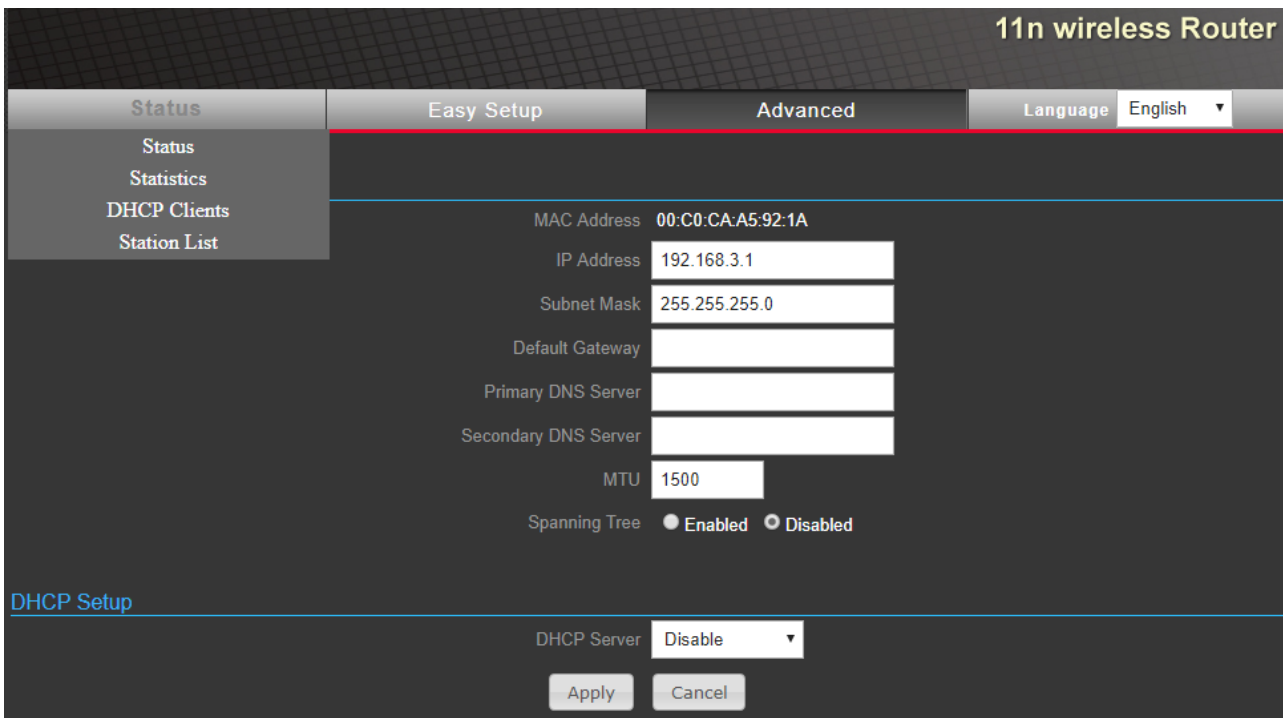 11n wireless Router
Status Easy Setup Advanced Language English
Status
Statistics
DHCP Clients
Station List
MAC Address 00:C0:CA:A5:92:1A
IP Address 192.168.3.1
Subnet Mask 255.255.255.0
Default Gateway
Primary DNS Server
Secondary DNS Server
MTU 1500
Spanning Tree Enabled Disabled
DHCP Setup
DHCP Server Disable
Apply Cancel